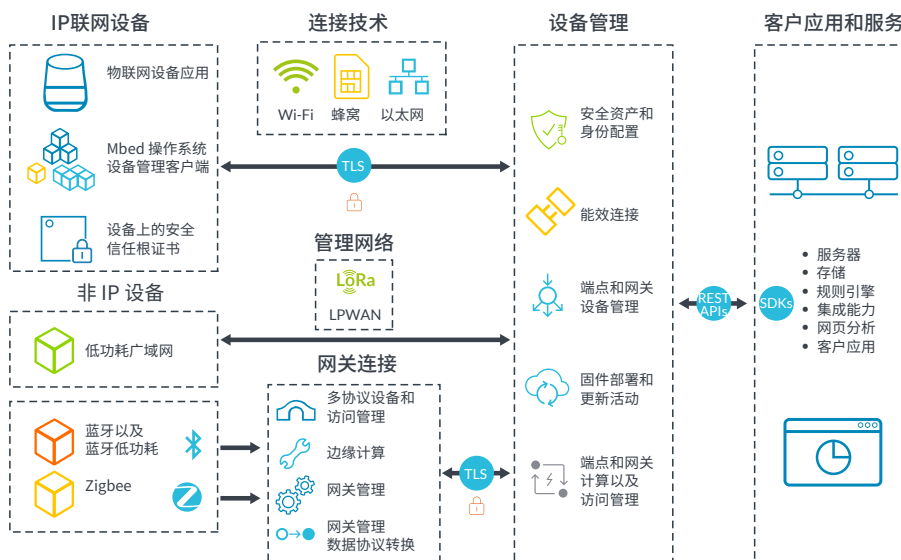 IP联网设备
物联网设备应用
Mbed 操作系统
设备管理客户端
设备上的安全
信任根证书
非 IP 设备
低功耗广域网
蓝牙以及
蓝牙低功耗
Zigbee
连接技术
Wi-Fi
蜂窝
以太网
TLS
管理网络
LoRa
LPWAN
网关连接
多协议设备和
访问管理
边缘计算
网关管理
网关管理
数据协议转换
TLS
设备管理
安全资产和
身份配置
能效连接
端点和网关
设备管理
固件部署和
更新活动
端点和网关
计算以及
访问管理
REST
APIs
SDKs
客户应用和服务
服务器
存储
规则引擎
集成能力
网页分析
客户应用